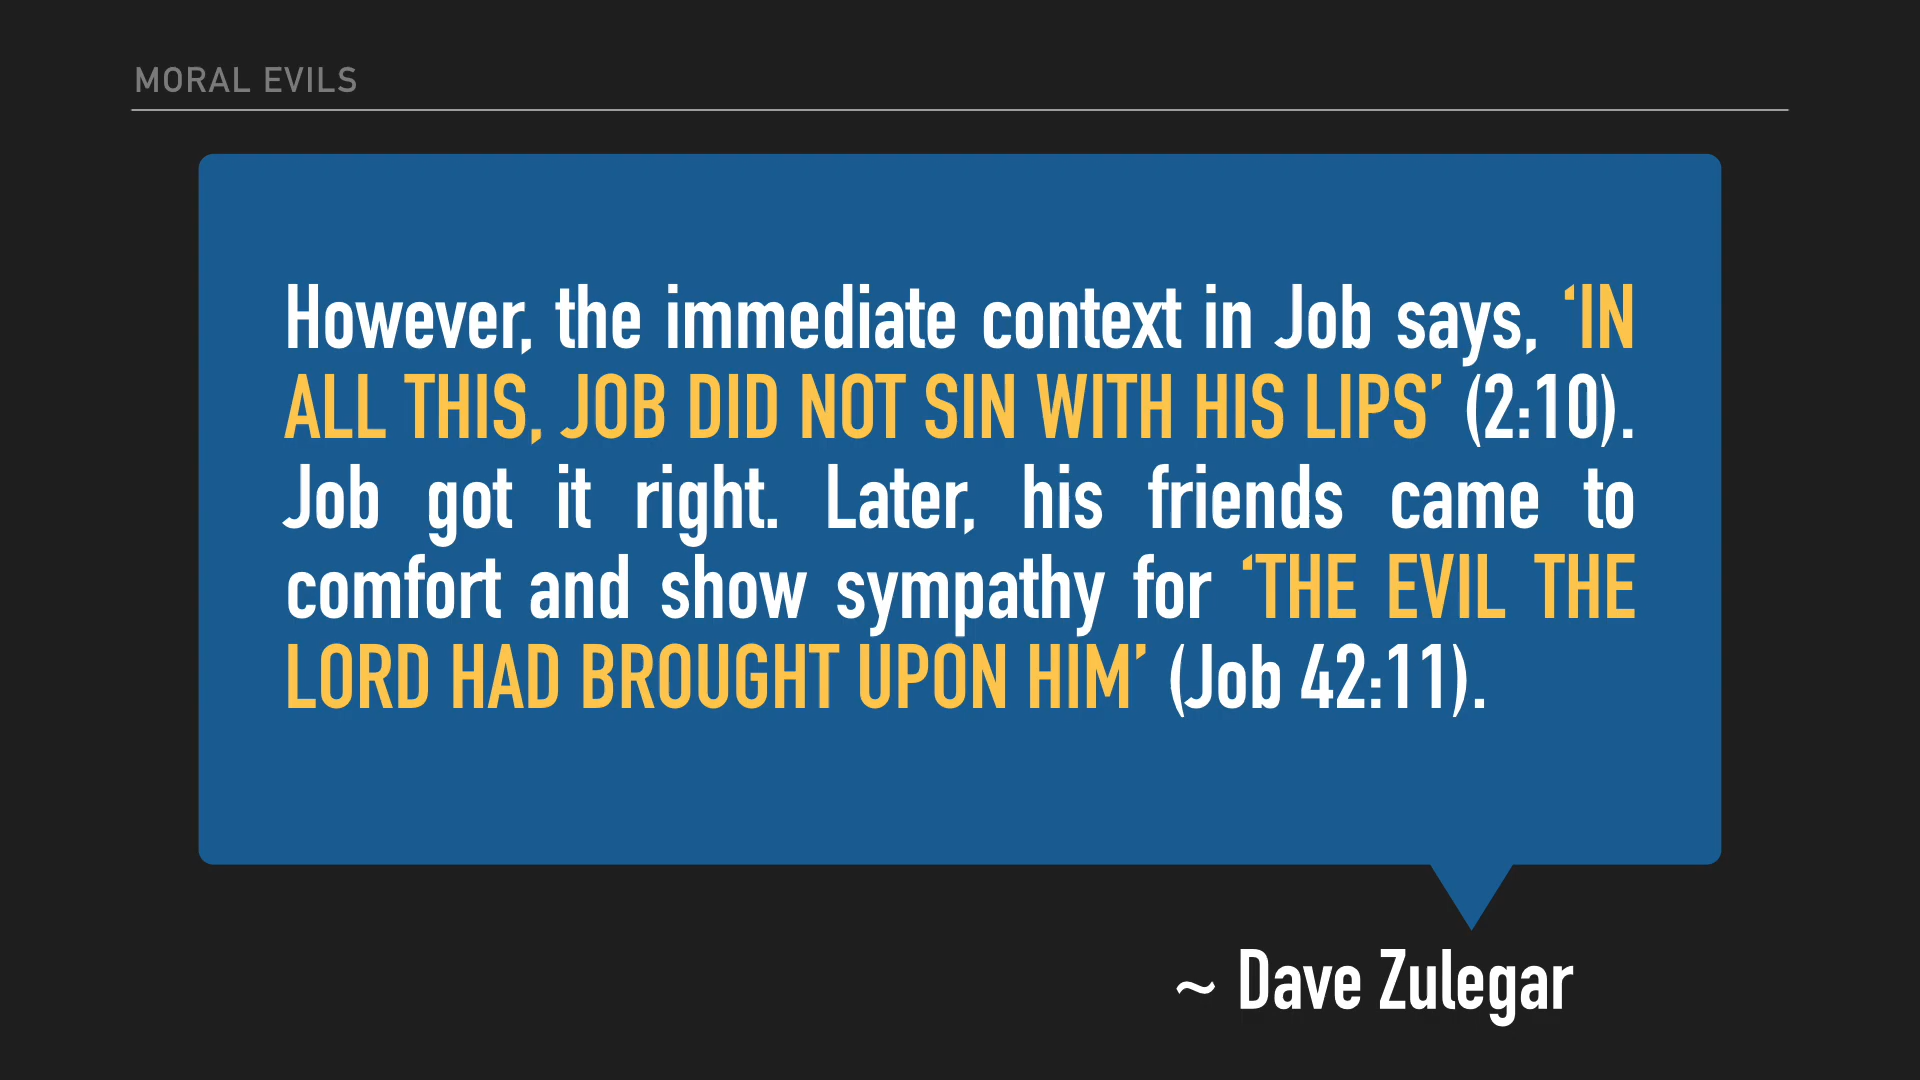 MORAL EVILS
However, the immediate context in Job says, ‘IN
ALL THIS, JOB DID NOT SIN WITH HIS LIPS’ (2:10).
Job got it right. Later, his friends came to
comfort and show sympathy for ‘THE EVIL THE
LORD HAD BROUGHT UPON HIM’ (Job 42:11).
~ Dave Zulegar